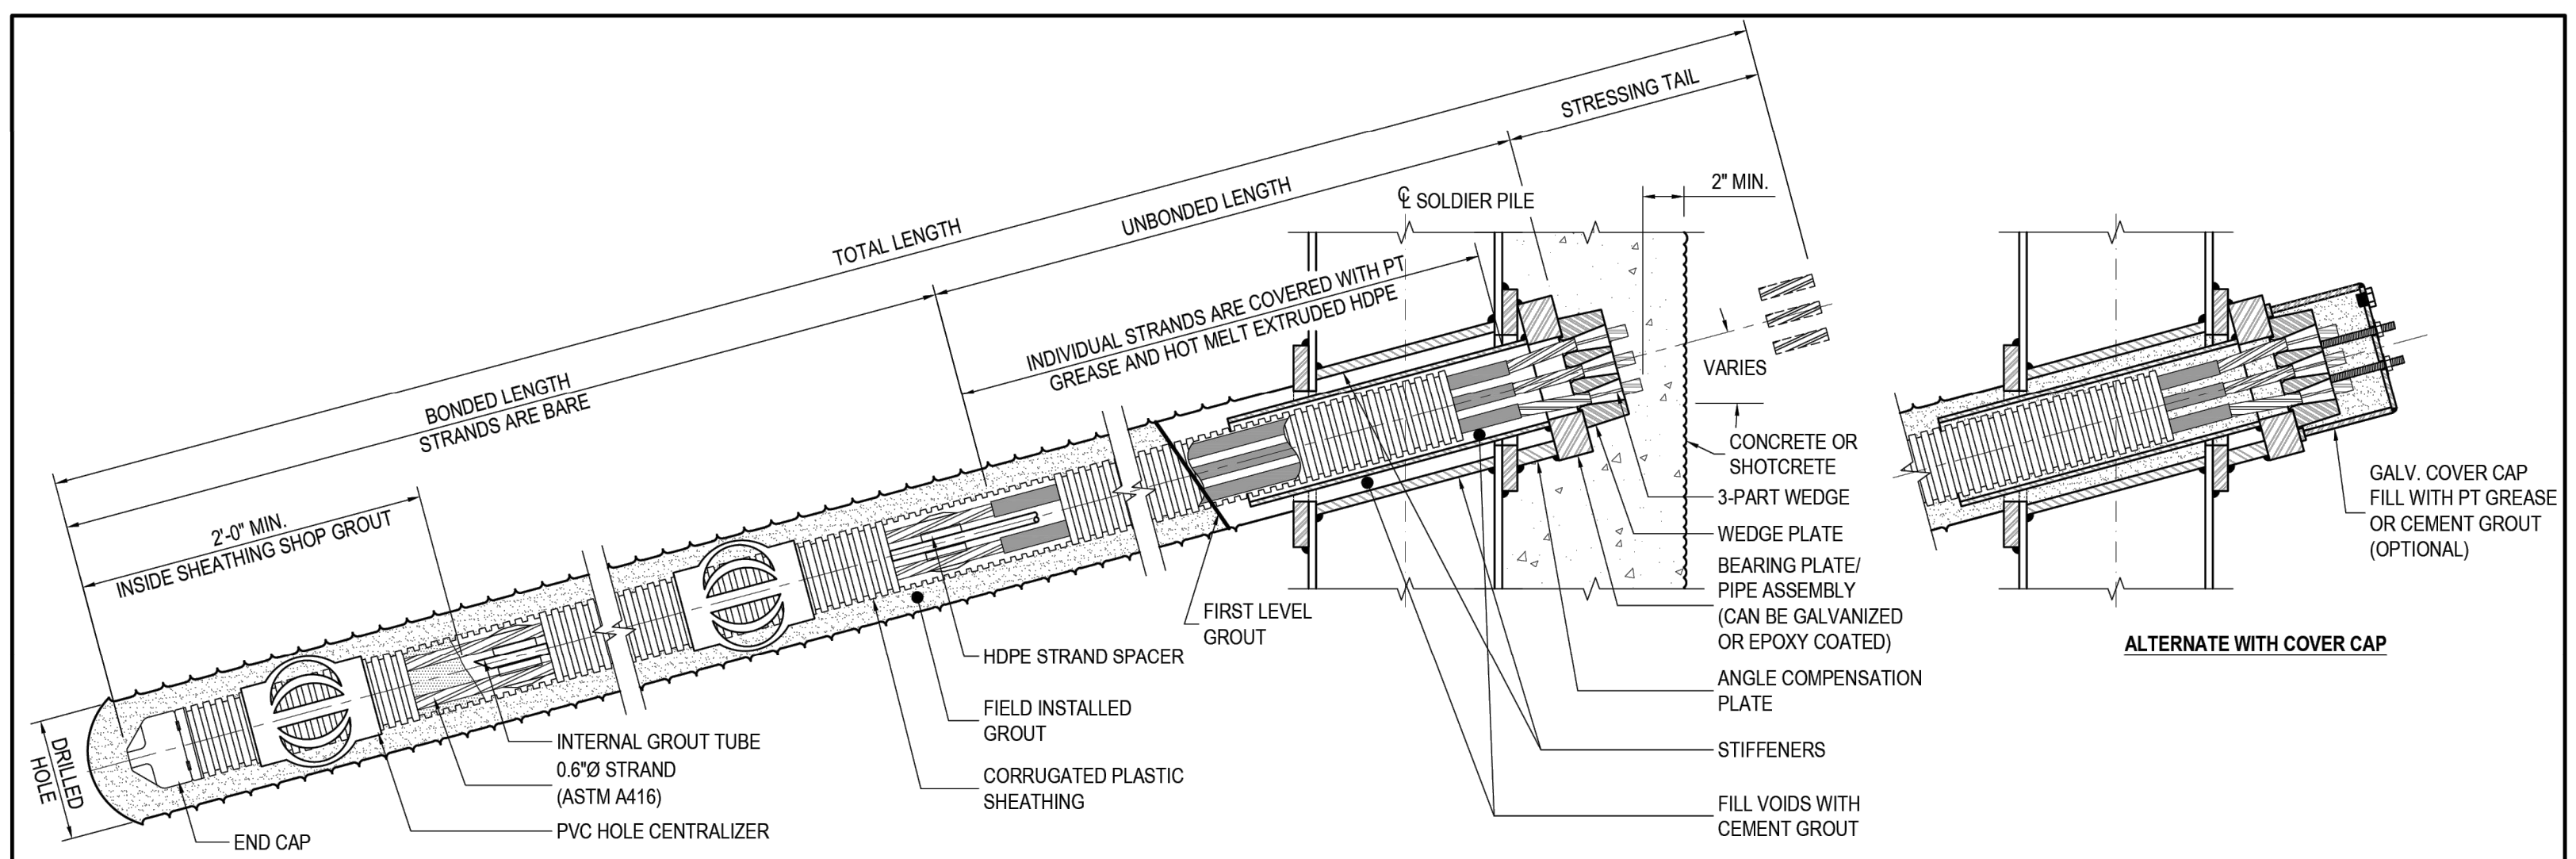 TOTAL LENGTH
STRESSING TAIL
UNBONDED LENGTH
BONDED LENGTH
STRANDS ARE BARE
INDIVIDUAL STRANDS ARE COVERED WITH PT
GREASE AND HOT MELT EXTRUDED HDPE
2'-0" MIN.
INSIDE SHEATHING SHOP GROUT
℄ SOLDIER PILE
2" MIN.
VARIES
CONCRETE OR
SHOTCRETE
3-PART WEDGE
WEDGE PLATE
BEARING PLATE/
PIPE ASSEMBLY
(CAN BE GALVANIZED
OR EPOXY COATED)
ANGLE COMPENSATION
PLATE
STIFFENERS
FILL VOIDS WITH
CEMENT GROUT
FIRST LEVEL
GROUT
HDPE STRAND SPACER
FIELD INSTALLED
GROUT
CORRUGATED PLASTIC
SHEATHING
INTERNAL GROUT TUBE
0.6"Ø STRAND
(ASTM A416)
PVC HOLE CENTRALIZER
END CAP
DRILLED
HOLE
GALV. COVER CAP
FILL WITH PT GREASE
OR CEMENT GROUT
(OPTIONAL)
ALTERNATE WITH COVER CAP